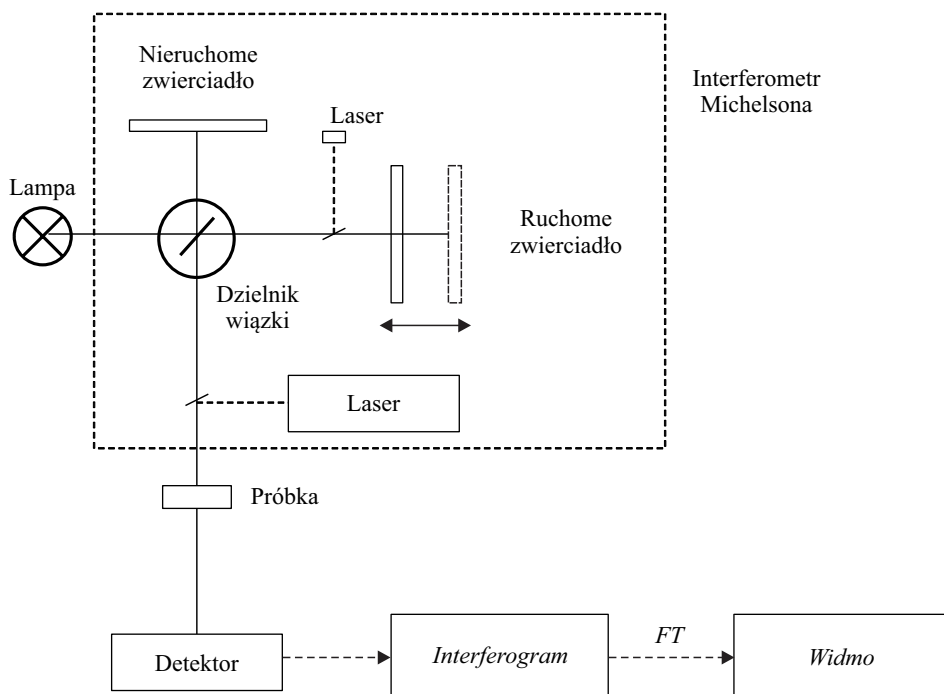 Nieruchome
zwierciadło
Interferometr
Michelsona
Laser
Lampa
Ruchome
zwierciadło
Dzielnik
wiązki
Laser
Próbka
Detektor
Interferogram
FT
Widmo